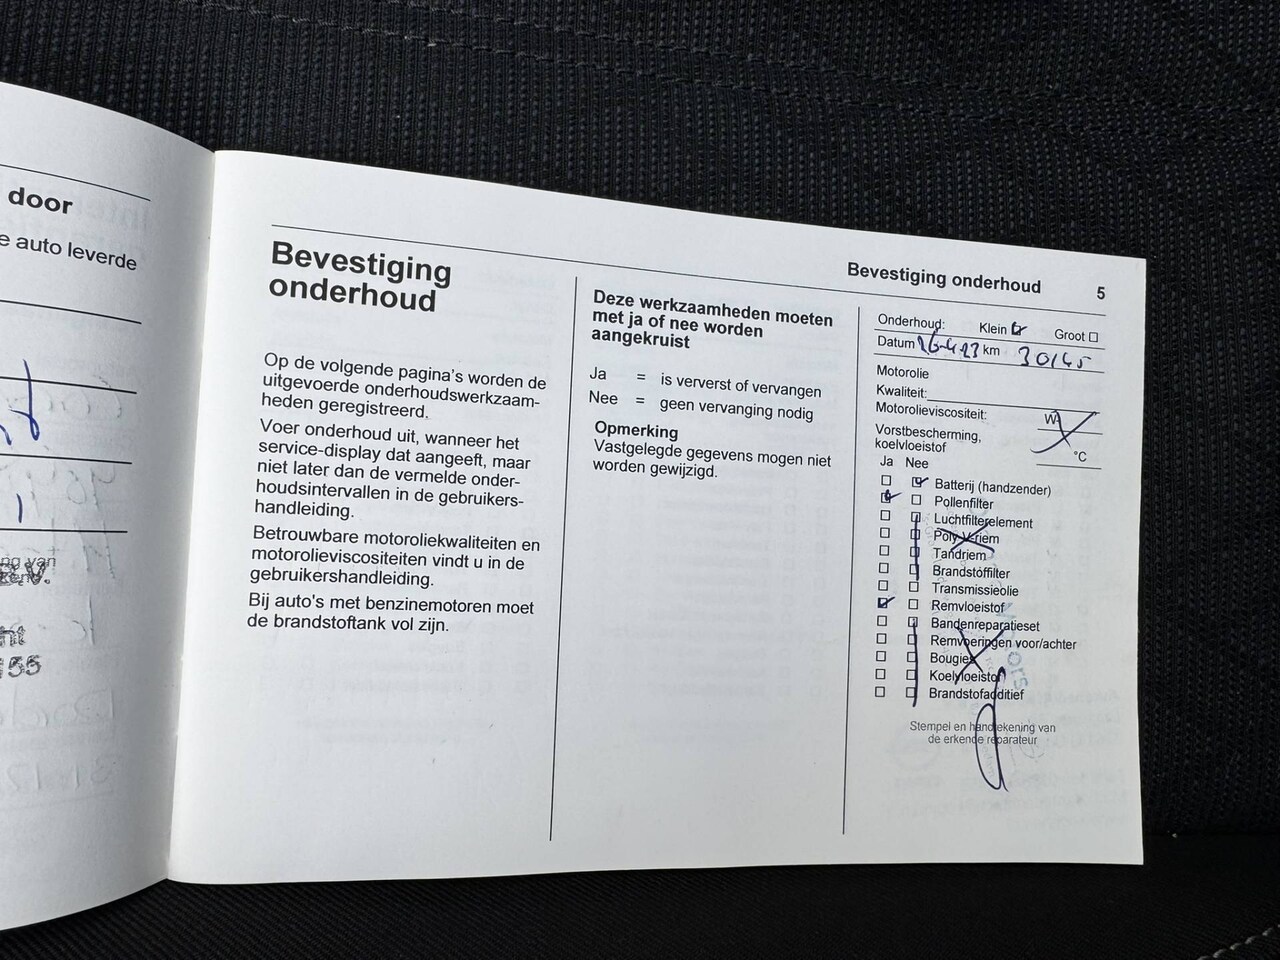 door
e auto leverde
ng van
B.V.
155
Bevestiging onderhoud 5
Bevestiging
onderhoud
Op de volgende pagina's worden de
uitgevoerde onderhoudswerkzaam-
heden geregistreerd.
Voer onderhoud uit, wanneer het
service-display dat aangeeft, maar
niet later dan de vermelde onder-
houdsintervallen in de gebruikers-
handleiding.
Betrouwbare motoroliekwaliteiten en
motorolieviscositeiten vindt u in de
gebruikershandleiding.
Bij auto's met benzinemotoren moet
de brandstoftank vol zijn.
Deze werkzaamheden moeten
met ja of nee worden
aangekruist
Ja = is ververst of vervangen
Nee = geen vervanging nodig
Opmerking
Vastgelegde gegevens mogen niet
worden gewijzigd.
Onderhoud: Klein Groot
Datum 26-4-23 km 30145
Motorolie
Kwaliteit:
Motorolieviscositeit: W-
Vorstbescherming,
koelvloeistof °C
Ja Nee
Batterij (handzender)
Pollenfilter
Luchtfilterelement
Poly-V-riem
Tandriem
Brandstoffilter
Transmissieolie
Remvloeistof
Bandenreparatieset
Remvoeringen voor/achter
Bougies
Koelvloeistof
Brandstofadditief
Stempel en handtekening van
de erkende reparateur